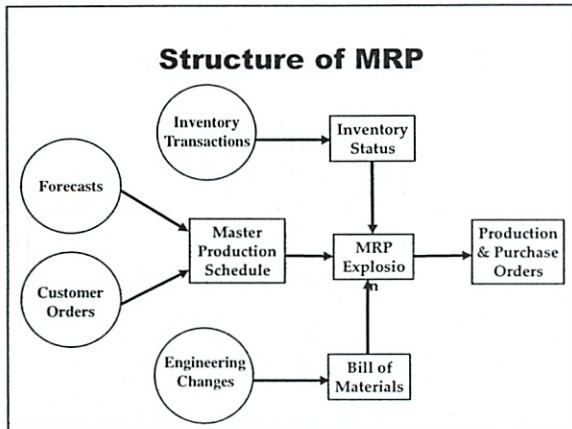 Structure of MRP
Inventory
Transactions
Inventory
Status
Forecasts
Master
Production
Schedule
MRP
Explosio
n
Production
& Purchase
Orders
Customer
Orders
Engineering
Changes
Bill of
Materials